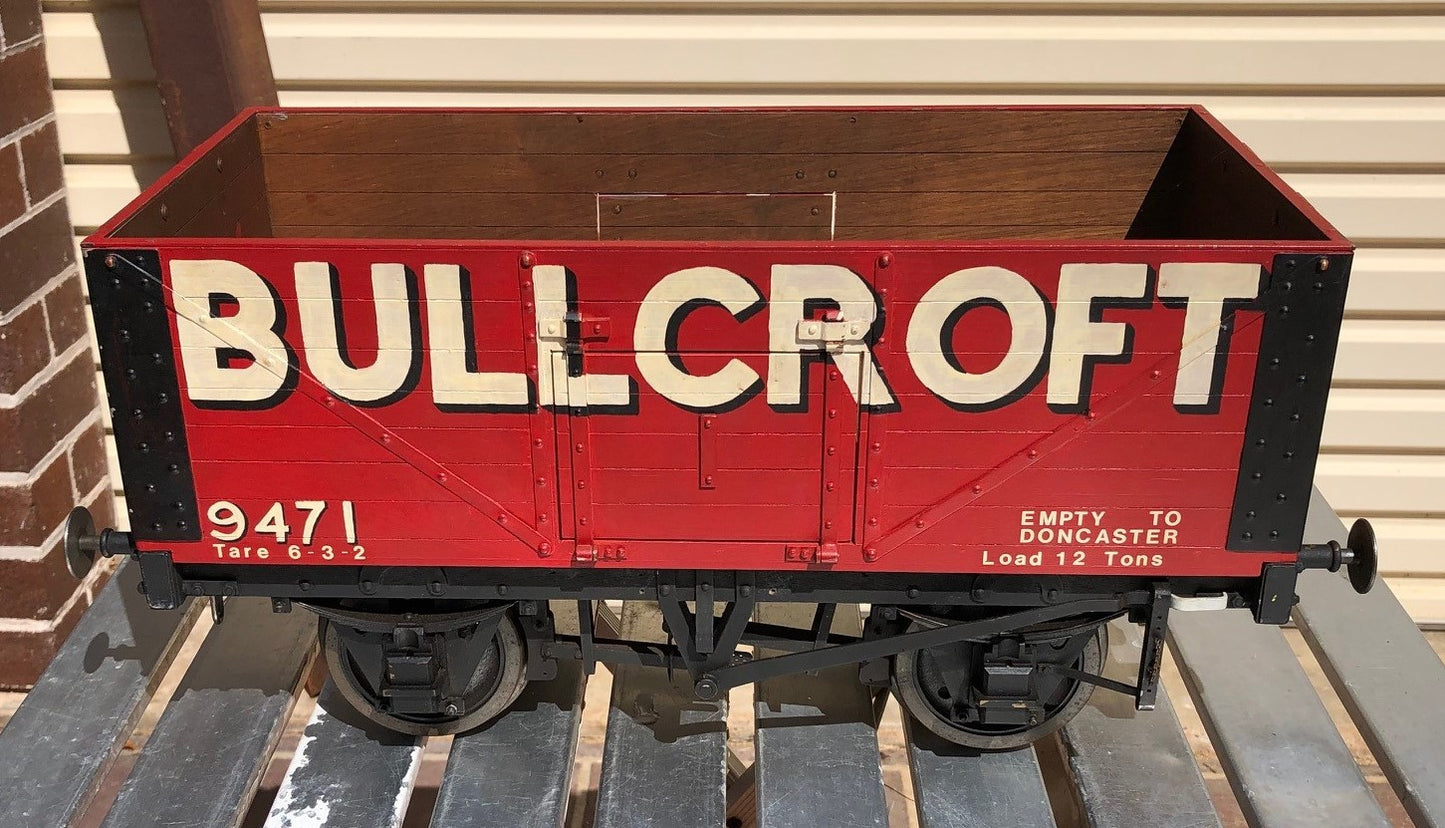 BULLCROFT
9471
Tare 6-3-2
EMPTY TO
DONCASTER
Load 12 Tons